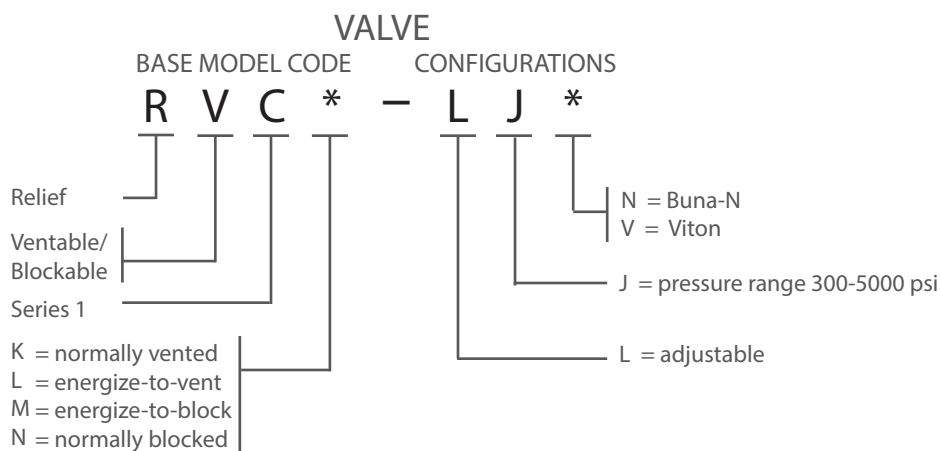 VALVE
BASE MODEL CODE CONFIGURATIONS
R V C * – L J *
Relief
Ventable/
Blockable
Series 1
K = normally vented
L = energize-to-vent
M = energize-to-block
N = normally blocked
N = Buna-N
V = Viton
J = pressure range 300-5000 psi
L = adjustable